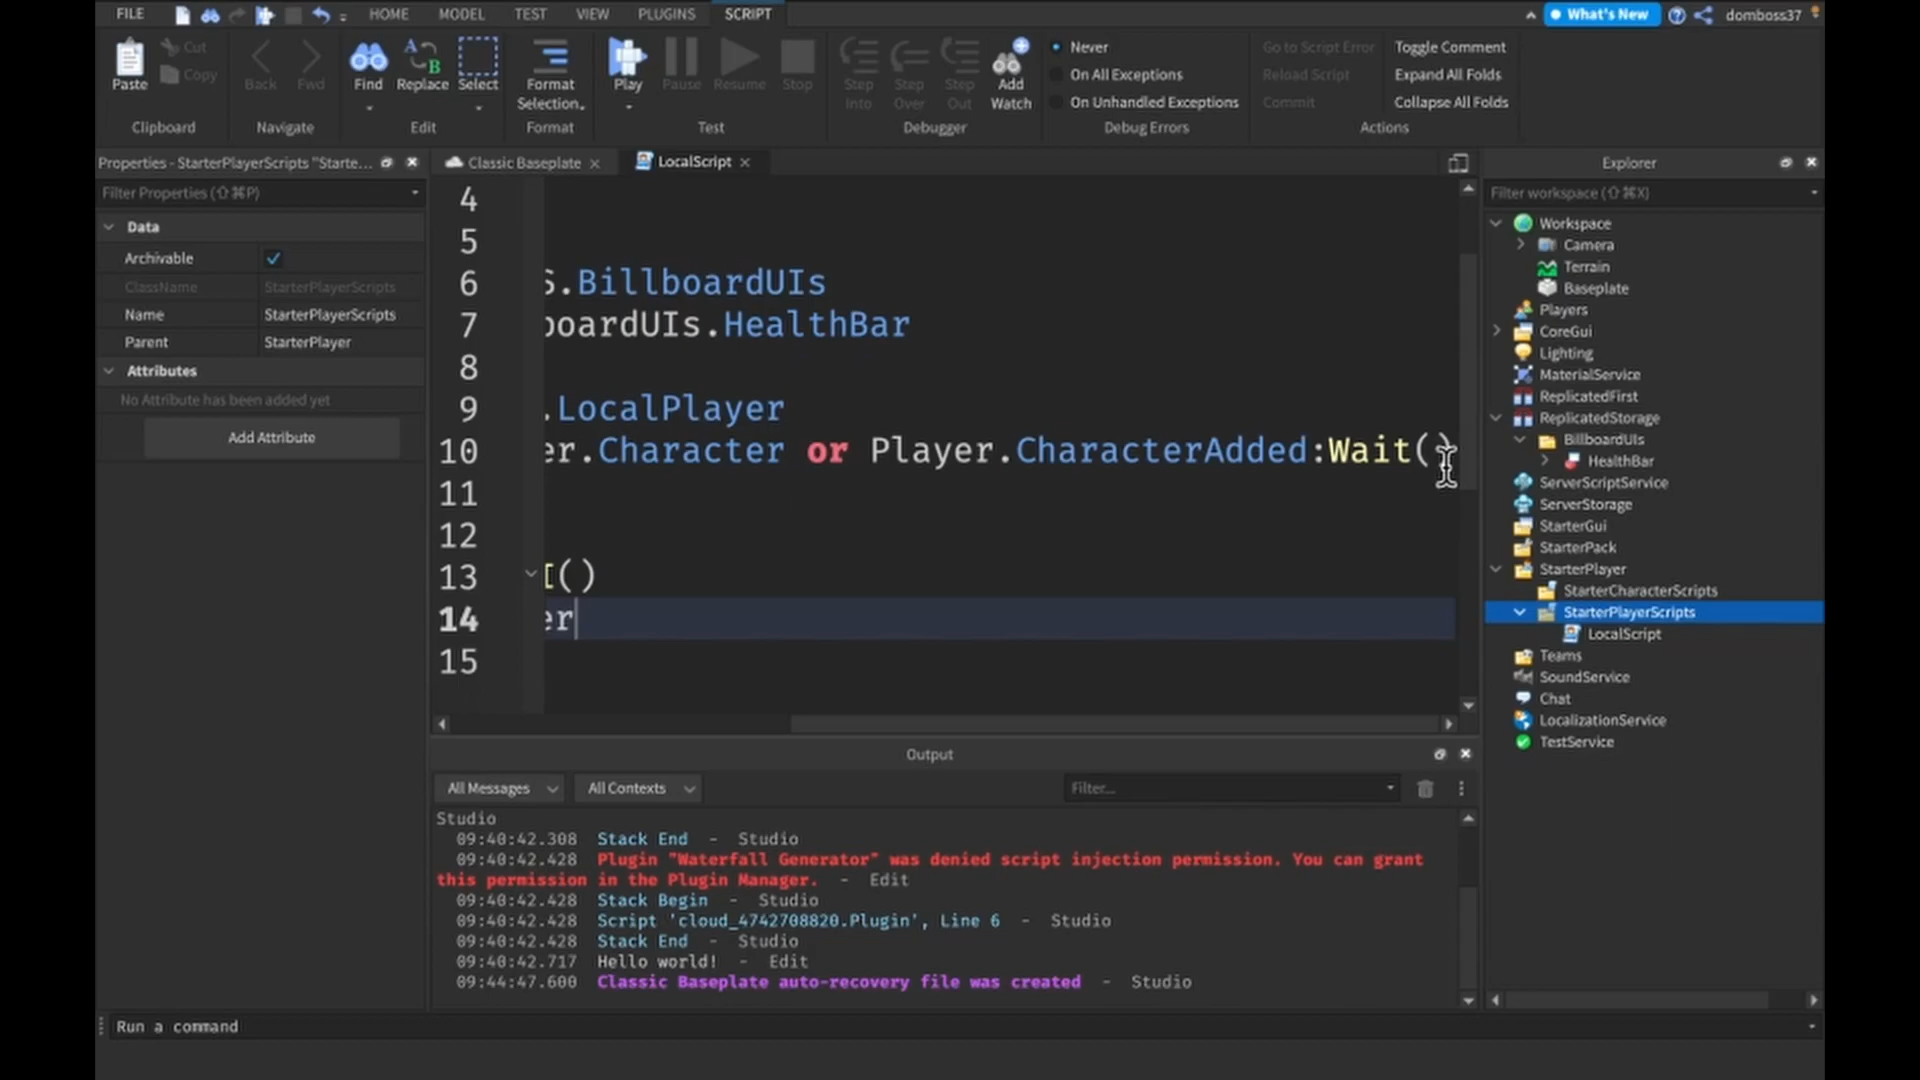 FILE
HOME
MODEL
TEST
VIEW
PLUGINS
SCRIPT
What's New
domboss37
Paste
Cut
Copy
Clipboard
Back
Fwd
Navigate
Find
Replace
Select
Edit
Format
Selection
Format
Play
Pause
Resume
Stop
Test
Step
Into
Step
Over
Step
Out
Add
Watch
Debugger
Never
On All Exceptions
On Unhandled Exceptions
Debug Errors
Go to Script Error
Reload Script
Commit
Toggle Comment
Expand All Folds
Collapse All Folds
Actions
Properties - StarterPlayerScripts "Starte...
Filter Properties (⇧⌘P)
Data
Archivable
ClassName StarterPlayerScripts
Name StarterPlayerScripts
Parent StarterPlayer
Attributes
No Attribute has been added yet
Add Attribute
Classic Baseplate
LocalScript
4
5
6 S.BillboardUIs
7 boardUIs.HealthBar
8
9 .LocalPlayer
10 er.Character or Player.CharacterAdded:Wait()
11
12
13 I()
14 er
15
Output
All Messages
All Contexts
Filter...
Studio
09:40:42.308 Stack End - Studio
09:40:42.428 Plugin "Waterfall Generator" was denied script injection permission. You can grant
this permission in the Plugin Manager. - Edit
09:40:42.428 Stack Begin - Studio
09:40:42.428 Script 'cloud_4742708820.Plugin', Line 6 - Studio
09:40:42.428 Stack End - Studio
09:40:42.717 Hello world! - Edit
09:44:47.600 Classic Baseplate auto-recovery file was created - Studio
Run a command
Explorer
Filter workspace (⇧⌘X)
Workspace
Camera
Terrain
Baseplate
Players
CoreGui
Lighting
MaterialService
ReplicatedFirst
ReplicatedStorage
BillboardUIs
HealthBar
ServerScriptService
ServerStorage
StarterGui
StarterPack
StarterPlayer
StarterCharacterScripts
StarterPlayerScripts
LocalScript
Teams
SoundService
Chat
LocalizationService
TestService